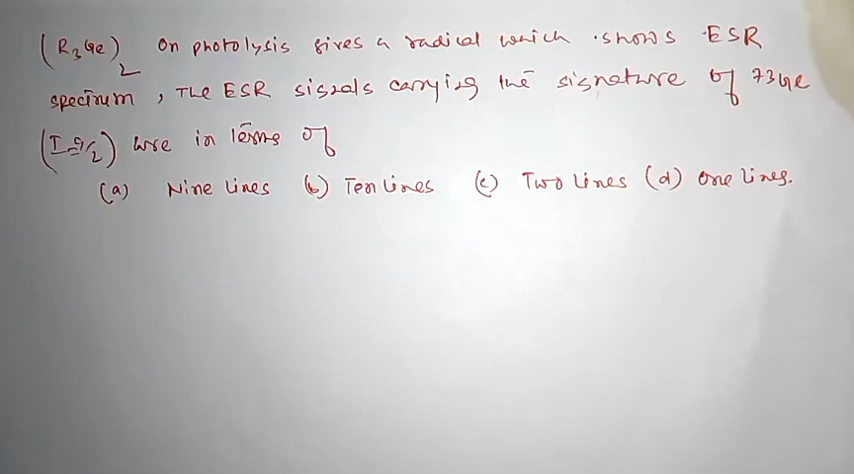 (R3Ge)2 on photolysis gives a radical which shows ESR
spectrum, The ESR signals carrying the signature of 73Ge
(I=9/2) are in terms of
(a) Nine lines (b) Ten lines (c) Two lines (d) one lines.